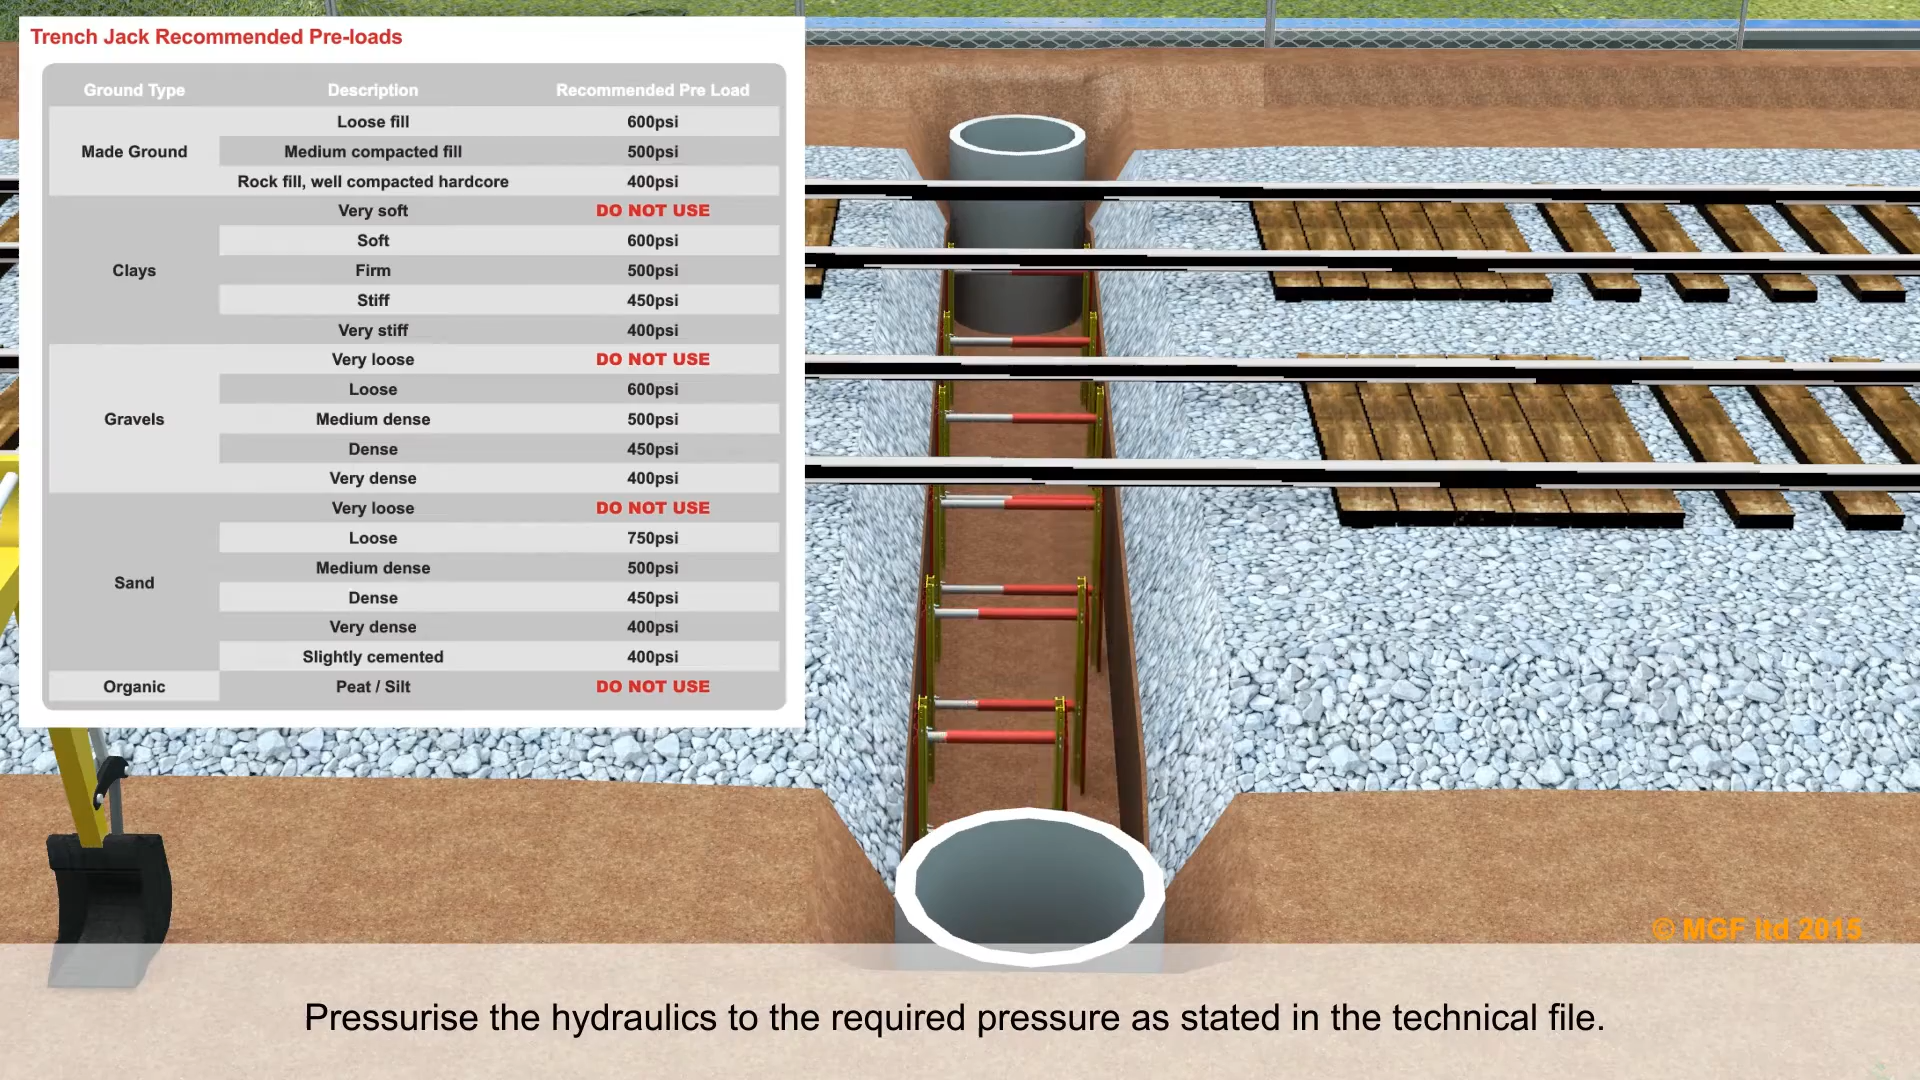 Trench Jack Recommended Pre-loads
Ground Type Description Recommended Pre Load
Made Ground
Loose fill 600psi
Medium compacted fill 500psi
Rock fill, well compacted hardcore 400psi
Clays
Very soft DO NOT USE
Soft 600psi
Firm 500psi
Stiff 450psi
Very stiff 400psi
Gravels
Very loose DO NOT USE
Loose 600psi
Medium dense 500psi
Dense 450psi
Very dense 400psi
Sand
Very loose DO NOT USE
Loose 750psi
Medium dense 500psi
Dense 450psi
Very dense 400psi
Slightly cemented 400psi
Organic Peat / Silt DO NOT USE
© MGF ltd 2015
Pressurise the hydraulics to the required pressure as stated in the technical file.